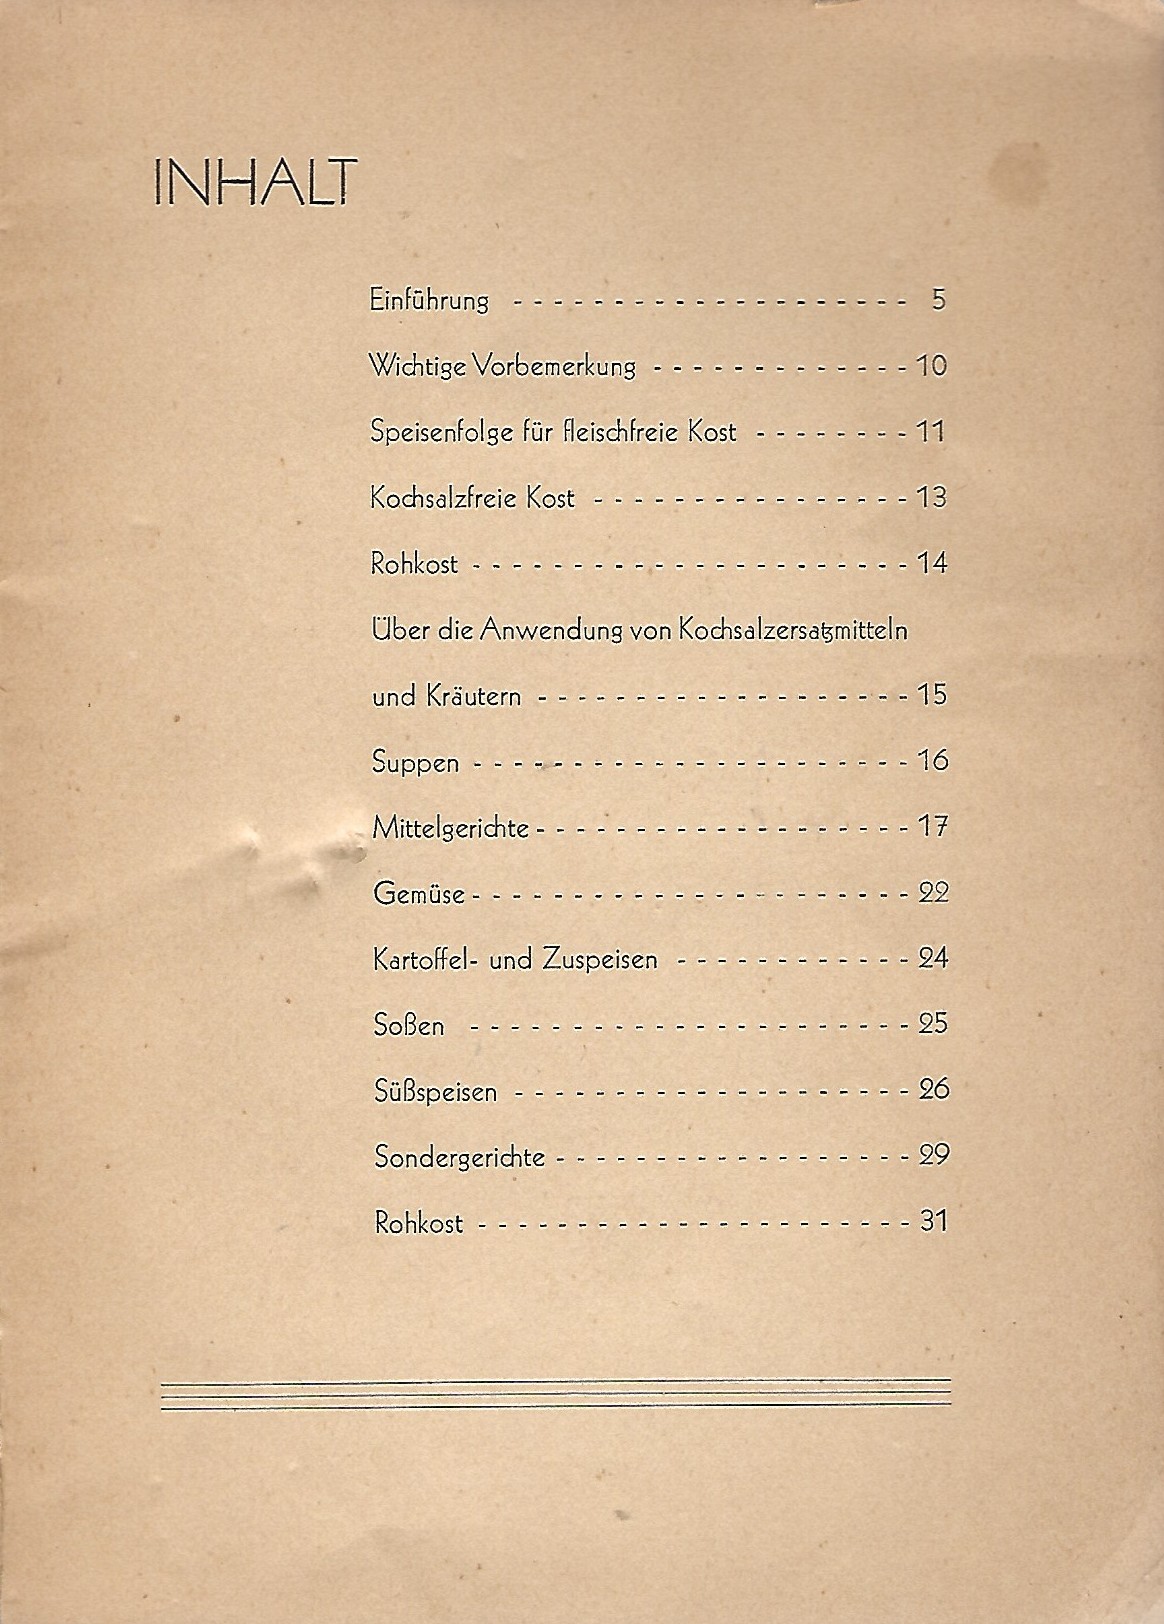 INHALT
Einführung - - - - - - - - - - - - - - - - - - - - 5
Wichtige Vorbemerkung - - - - - - - - - - - - - 10
Speisenfolge für fleischfreie Kost - - - - - - - - 11
Kochsalzfreie Kost - - - - - - - - - - - - - - - - 13
Rohkost - - - - - - - - - - - - - - - - - - - - - - 14
Über die Anwendung von Kochsalzersatzmitteln
und Kräutern - - - - - - - - - - - - - - - - - - - 15
Suppen - - - - - - - - - - - - - - - - - - - - - - 16
Mittelgerichte - - - - - - - - - - - - - - - - - - - 17
Gemüse - - - - - - - - - - - - - - - - - - - - - - 22
Kartoffel- und Zuspeisen - - - - - - - - - - - - 24
Soßen - - - - - - - - - - - - - - - - - - - - - - 25
Süßspeisen - - - - - - - - - - - - - - - - - - - - 26
Sondergerichte - - - - - - - - - - - - - - - - - - 29
Rohkost - - - - - - - - - - - - - - - - - - - - - - 31